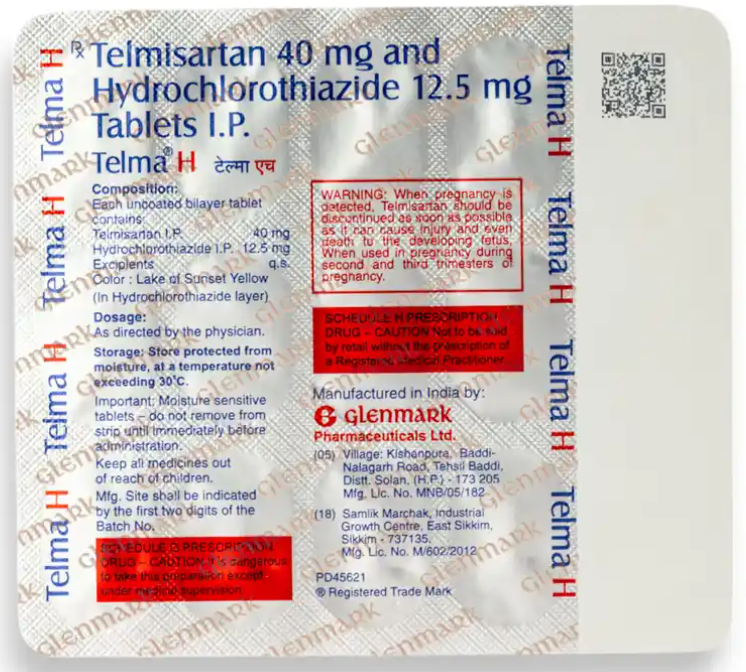 Rx Telmisartan 40 mg and
Hydrochlorothiazide 12.5 mg
Tablets I.P.
Telma® H टेल्मा एच
Composition:
Each uncoated bilayer tablet
contains:
Telmisartan I.P. 40 mg
Hydrochlorothiazide I.P. 12.5 mg
Excipients q.s.
Color : Lake of Sunset Yellow
(In Hydrochlorothiazide layer)
Dosage:
As directed by the physician.
Storage: Store protected from
moisture, at a temperature not
exceeding 30°C.
Important: Moisture sensitive
tablets – do not remove from
strip until immediately before
administration.
Keep all medicines out
of reach of children.
Mfg. Site shall be indicated
by the first two digits of the
Batch No.
SCHEDULE G PRESCRIPTION
DRUG – CAUTION It is dangerous
to take this preparation except
under medical supervision
WARNING: When pregnancy is
detected, Telmisartan should be
discontinued as soon as possible
as it can cause injury and even
death to the developing fetus.
When used in pregnancy during
second and third trimesters of
pregnancy.
SCHEDULE H PRESCRIPTION
DRUG – CAUTION Not to be sold
by retail without the prescription of
a Registered Medical Practitioner
Manufactured in India by:
GLENMARK
Pharmaceuticals Ltd.
(05) Village: Kishanpura, Baddi-
Nalagarh Road, Tehsil Baddi,
Distt. Solan, (H.P.) - 173 205
Mfg. Lic. No. MNB/05/182
(18) Samlik Marchak, Industrial
Growth Centre, East Sikkim,
Sikkim - 737135.
Mfg. Lic. No. M/602/2012
PD45621
® Registered Trade Mark
Telma H
Telma H
Telma H
Telma H
Telma H
Telma H
Telma H
Telma H
Glenmark
Glenmark
Glenmark
Glenmark
Glenmark
Glenmark